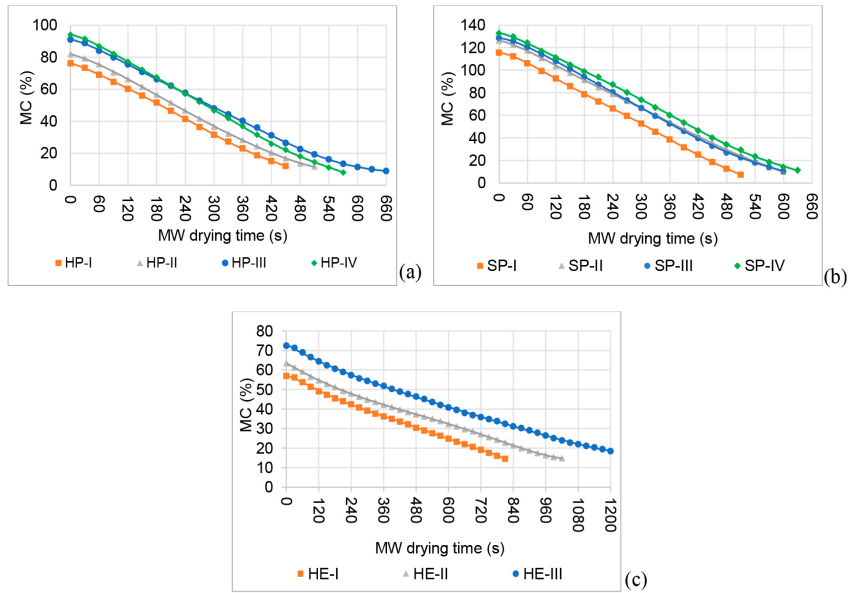 100
80
60
40
20
0
MC (%)
0 60 120 180 240 300 360 420 480 540 600 660
MW drying time (s)
HP-I HP-II HP-III HP-IV
(a)
140
120
100
80
60
40
20
0
MC (%)
0 60 120 180 240 300 360 420 480 540 600 660
MW drying time (s)
SP-I SP-II SP-III SP-IV
(b)
80
70
60
50
40
30
20
10
0
MC (%)
0 120 240 360 480 600 720 840 960 1080 1200
MW drying time (s)
HE-I HE-II HE-III
(c)